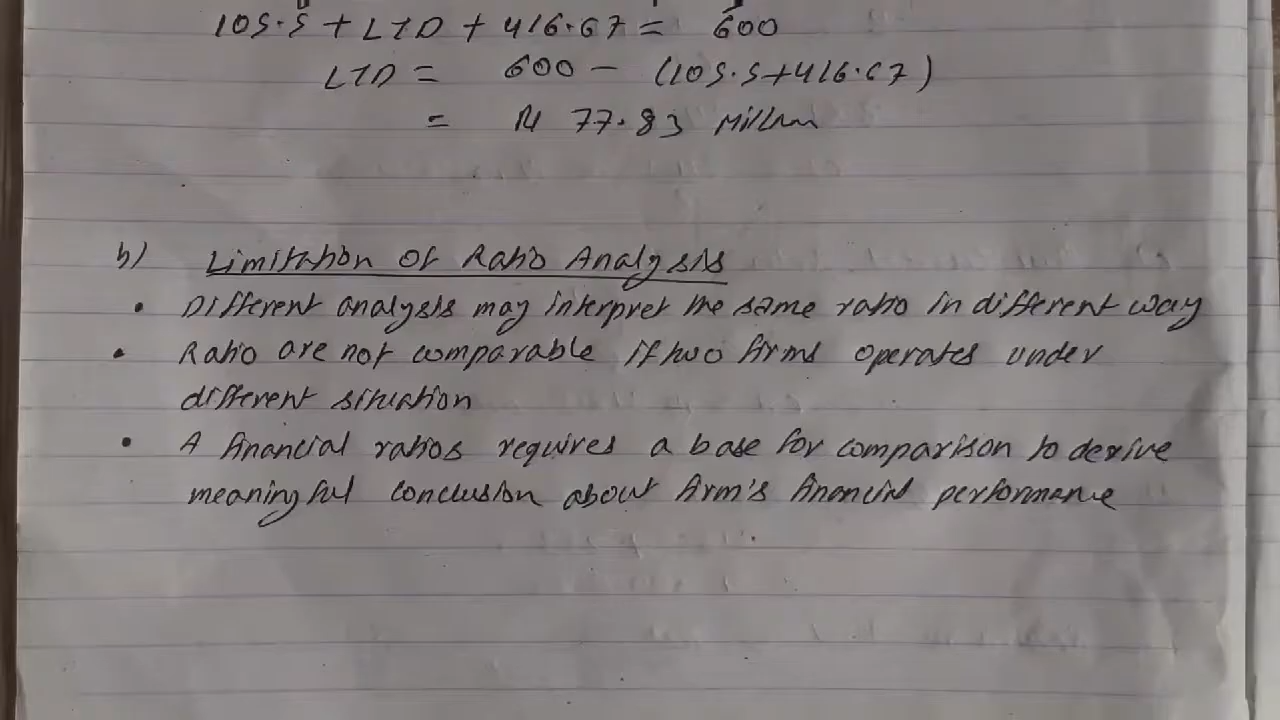 105.5 + LTD + 416.67 = 600
LTD = 600 - (105.5+416.67)
= Rs 77.83 Million
b) Limitation of Ratio Analysis
• Different analysis may interpret the same ratio in different way
• Ratio are not comparable if two firms operates under
different situation
• A financial ratios requires a base for comparison to derive
meaningful conclusion about firm's financial performance